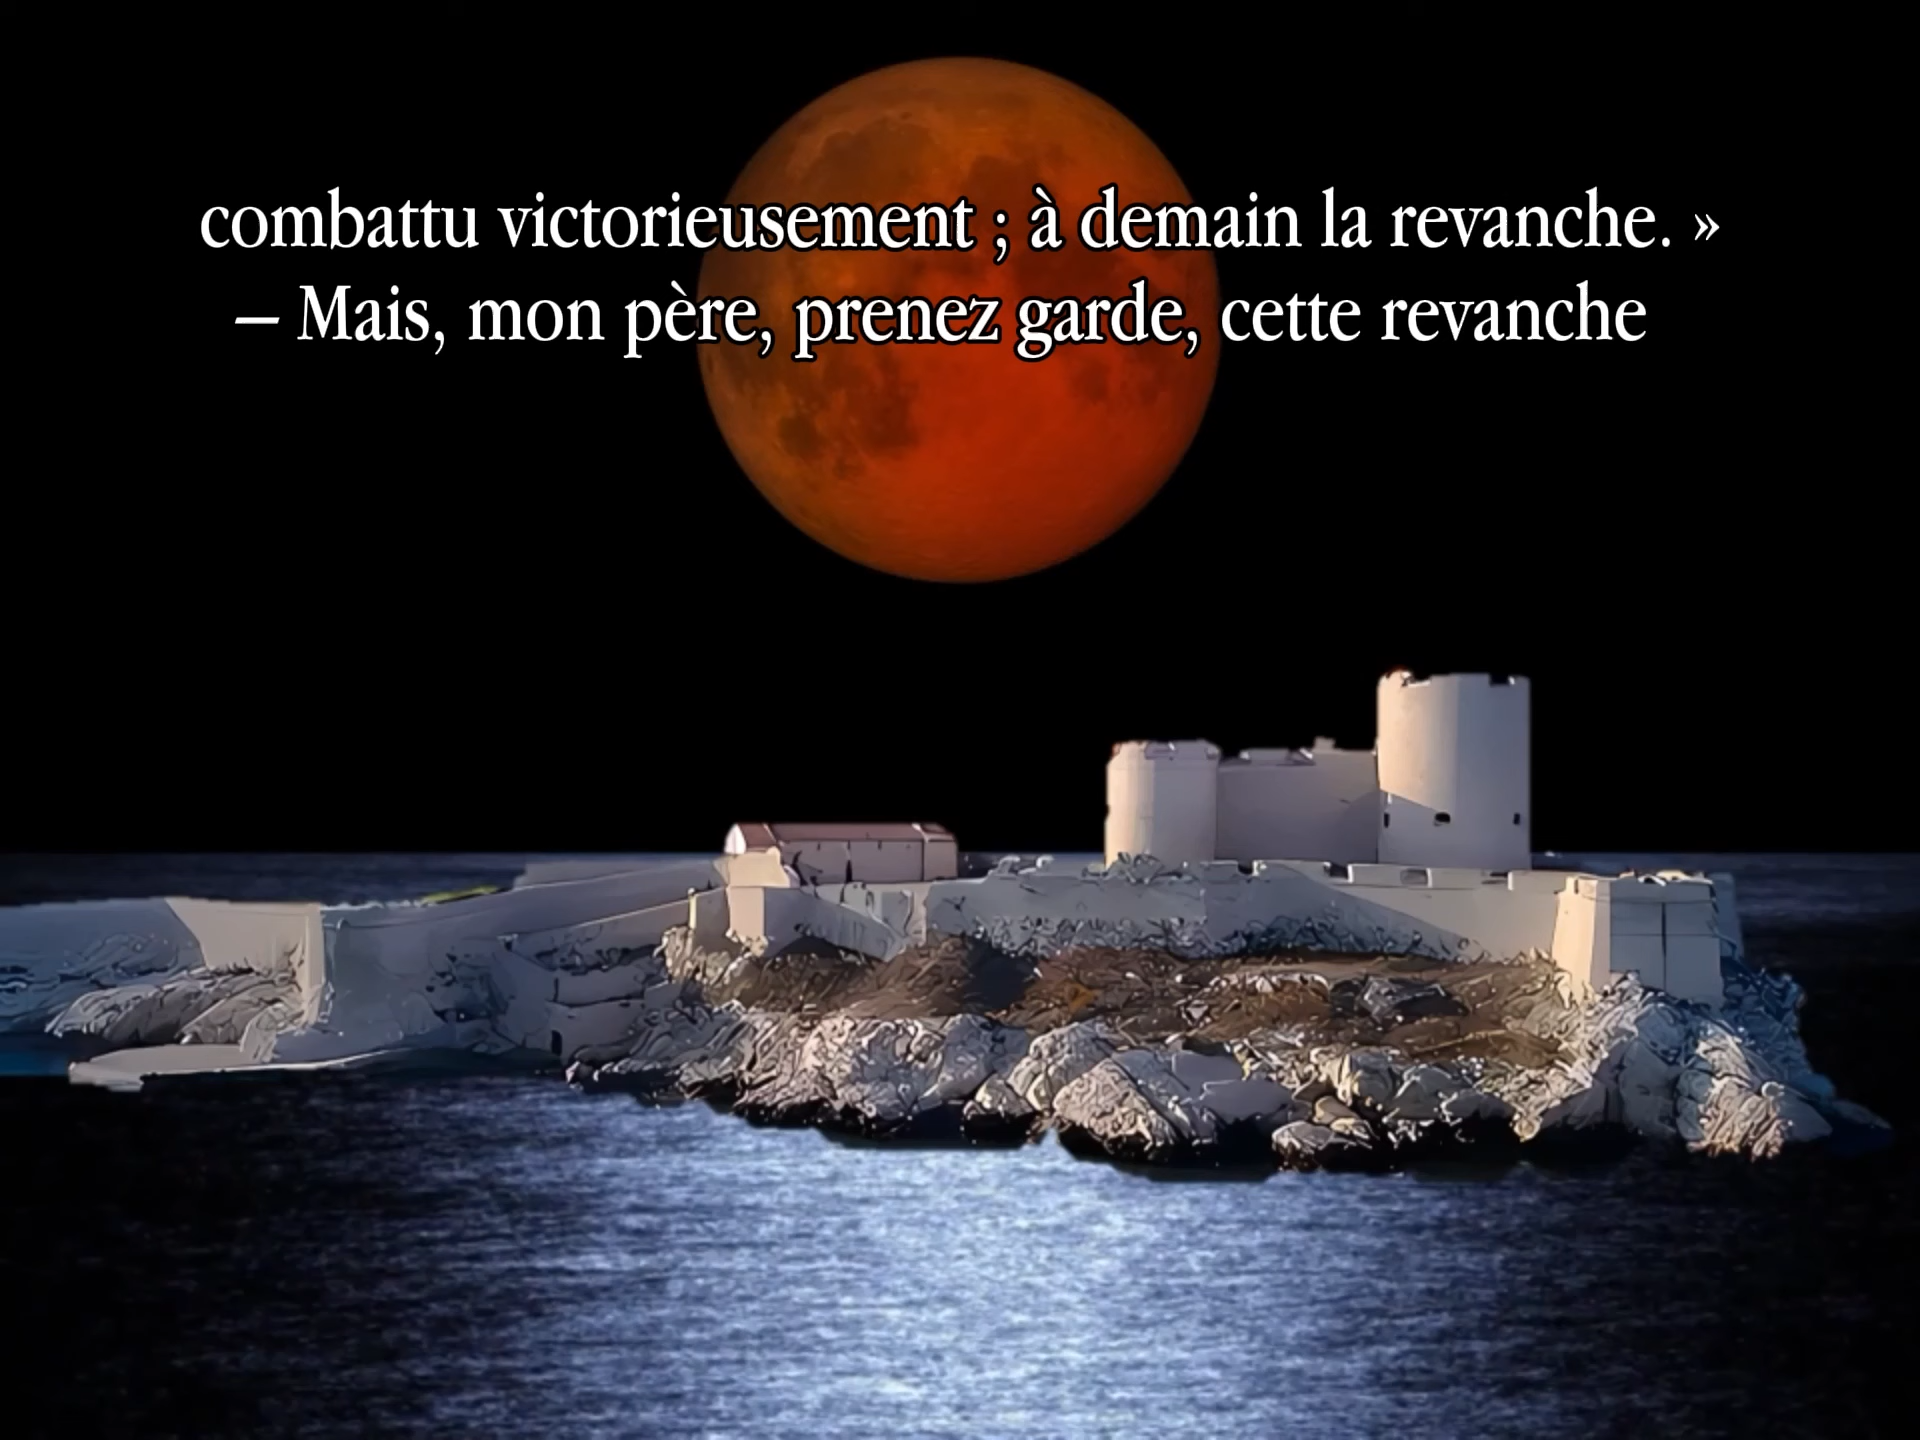 combattu victorieusement ; à demain la revanche. »
– Mais, mon père, prenez garde, cette revanche